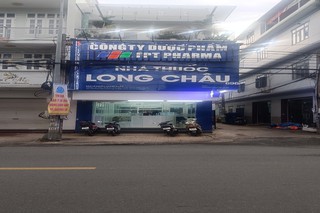 CÔNG TY DƯỢC PHẨM
FPT PHARMA
NHÀ THUỐC
LONG CHÂU